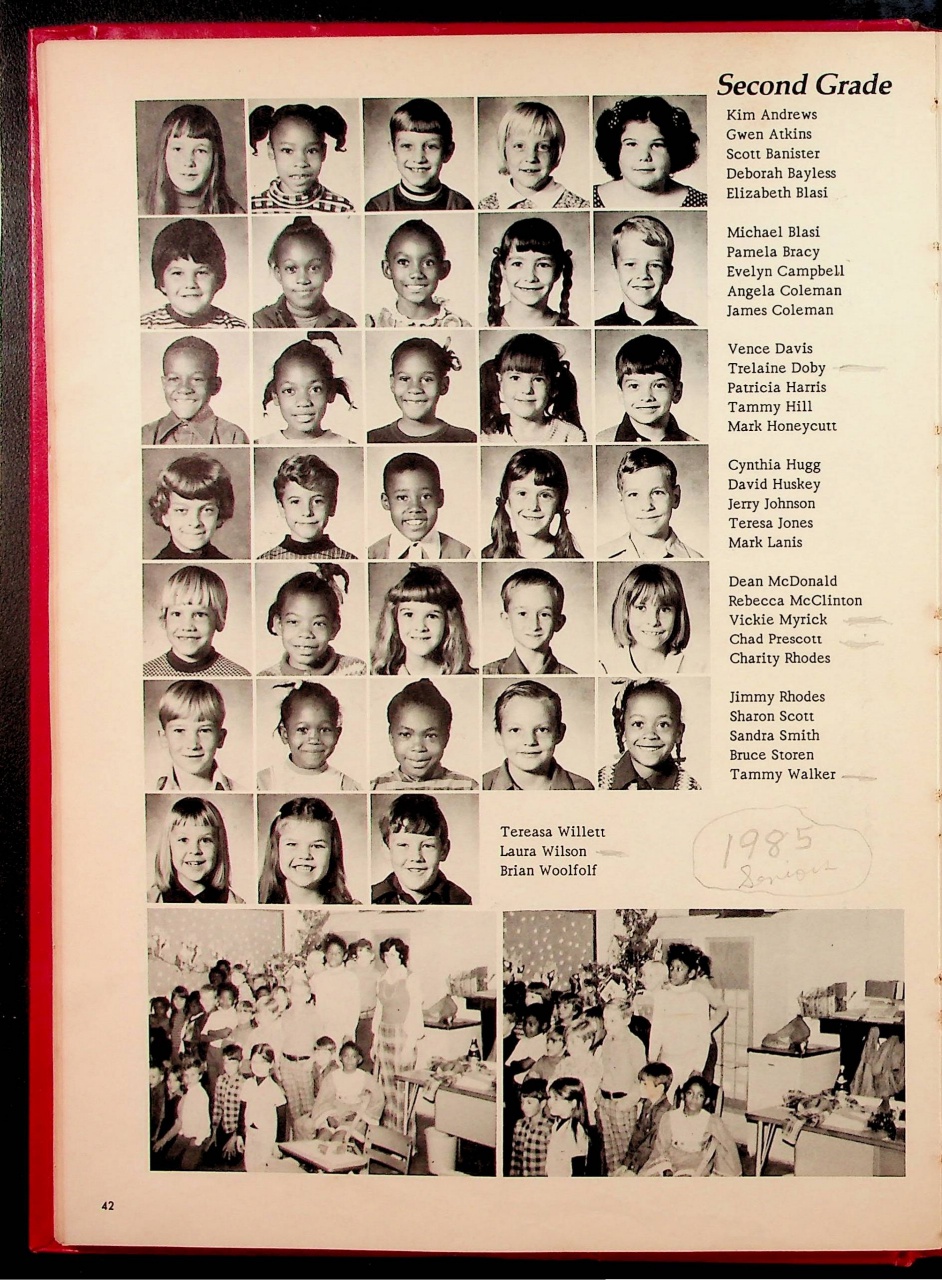 Second Grade
Kim Andrews
Gwen Atkins
Scott Banister
Deborah Bayless
Elizabeth Blasi
Michael Blasi
Pamela Bracy
Evelyn Campbell
Angela Coleman
James Coleman
Vence Davis
Trelaine Doby
Patricia Harris
Tammy Hill
Mark Honeycutt
Cynthia Hugg
David Huskey
Jerry Johnson
Teresa Jones
Mark Lanis
Dean McDonald
Rebecca McClinton
Vickie Myrick
Chad Prescott
Charity Rhodes
Jimmy Rhodes
Sharon Scott
Sandra Smith
Bruce Storen
Tammy Walker
Tereasa Willett
Laura Wilson
Brian Woolfolf
1985
Seniors
42